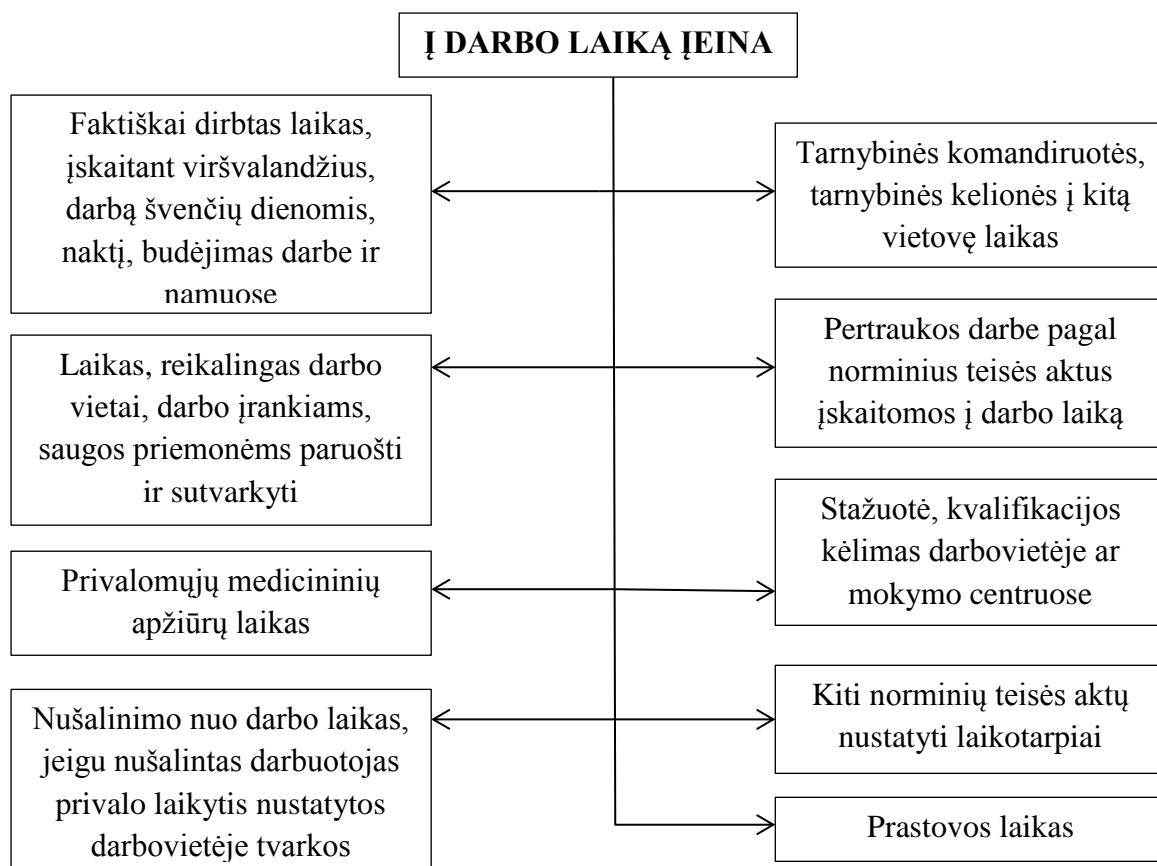 Į DARBO LAIKĄ ĮEINA
Faktiškai dirbtas laikas,
įskaitant viršvalandžius,
darbą švenčių dienomis,
naktį, budėjimas darbe ir
namuose
Tarnybinės komandiruotės,
tarnybinės kelionės į kitą
vietovę laikas
Laikas, reikalingas darbo
vietai, darbo įrankiams,
saugos priemonėms paruošti
ir sutvarkyti
Pertraukos darbe pagal
norminius teisės aktus
įskaitomos į darbo laiką
Privalomųjų medicininių
apžiūrų laikas
Stažuotė, kvalifikacijos
kėlimas darbovietėje ar
mokymo centruose
Nušalinimo nuo darbo laikas,
jeigu nušalintas darbuotojas
privalo laikytis nustatytos
darbovietėje tvarkos
Kiti norminių teisės aktų
nustatyti laikotarpiai
Prastovos laikas